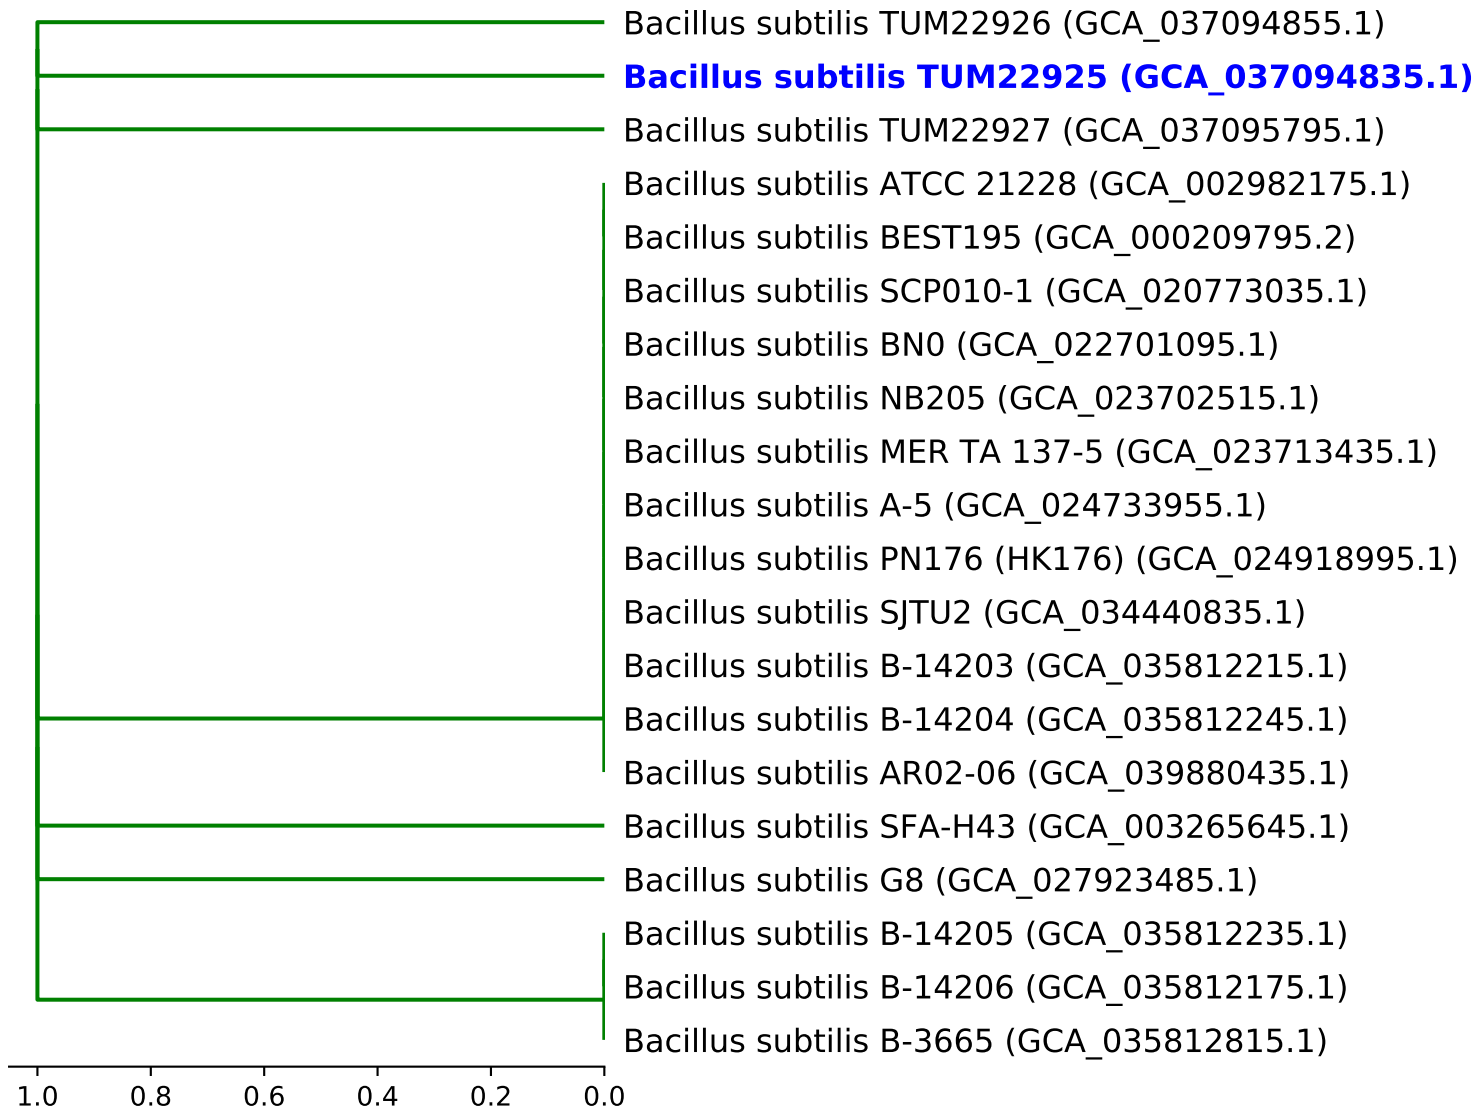 Bacillus subtilis TUM22926 (GCA_037094855.1)
Bacillus subtilis TUM22925 (GCA_037094835.1)
Bacillus subtilis TUM22927 (GCA_037095795.1)
Bacillus subtilis ATCC 21228 (GCA_002982175.1)
Bacillus subtilis BEST195 (GCA_000209795.2)
Bacillus subtilis SCP010-1 (GCA_020773035.1)
Bacillus subtilis BN0 (GCA_022701095.1)
Bacillus subtilis NB205 (GCA_023702515.1)
Bacillus subtilis MER TA 137-5 (GCA_023713435.1)
Bacillus subtilis A-5 (GCA_024733955.1)
Bacillus subtilis PN176 (HK176) (GCA_024918995.1)
Bacillus subtilis SJTU2 (GCA_034440835.1)
Bacillus subtilis B-14203 (GCA_035812215.1)
Bacillus subtilis B-14204 (GCA_035812245.1)
Bacillus subtilis AR02-06 (GCA_039880435.1)
Bacillus subtilis SFA-H43 (GCA_003265645.1)
Bacillus subtilis G8 (GCA_027923485.1)
Bacillus subtilis B-14205 (GCA_035812235.1)
Bacillus subtilis B-14206 (GCA_035812175.1)
Bacillus subtilis B-3665 (GCA_035812815.1)
1.0 0.8 0.6 0.4 0.2 0.0